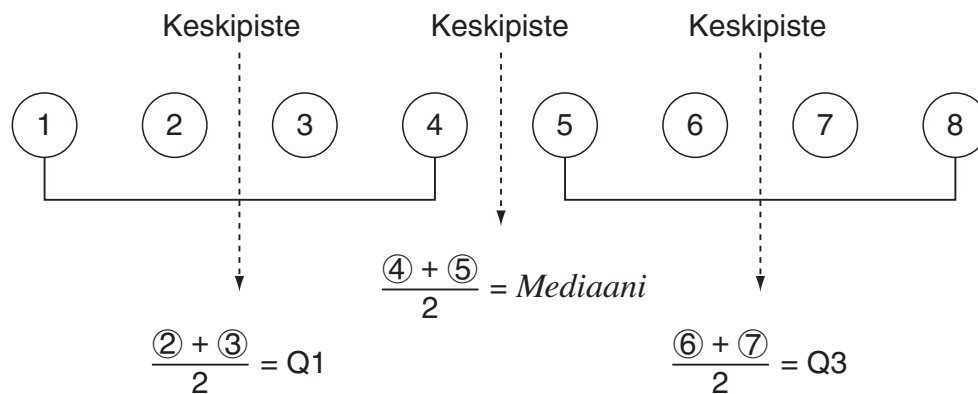 Keskipiste Keskipiste Keskipiste
1 2 3 4 5 6 7 8
④ + ⑤
2
= Mediaani
② + ③
2
= Q1
⑥ + ⑦
2
= Q3